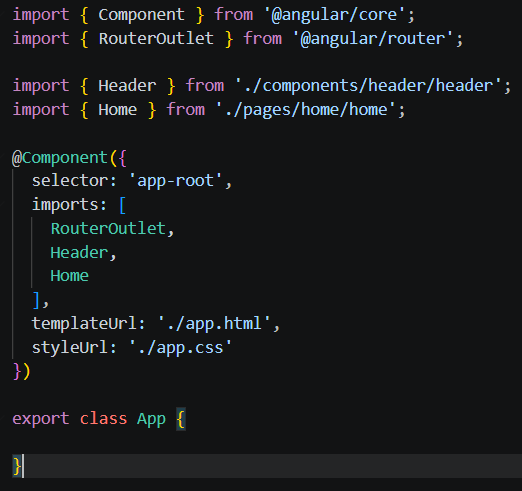 import { Component } from '@angular/core';
import { RouterOutlet } from '@angular/router';
import { Header } from './components/header/header';
import { Home } from './pages/home/home';
@Component({
selector: 'app-root',
imports: [
RouterOutlet,
Header,
Home
],
templateUrl: './app.html',
styleUrl: './app.css'
})
export class App {
}